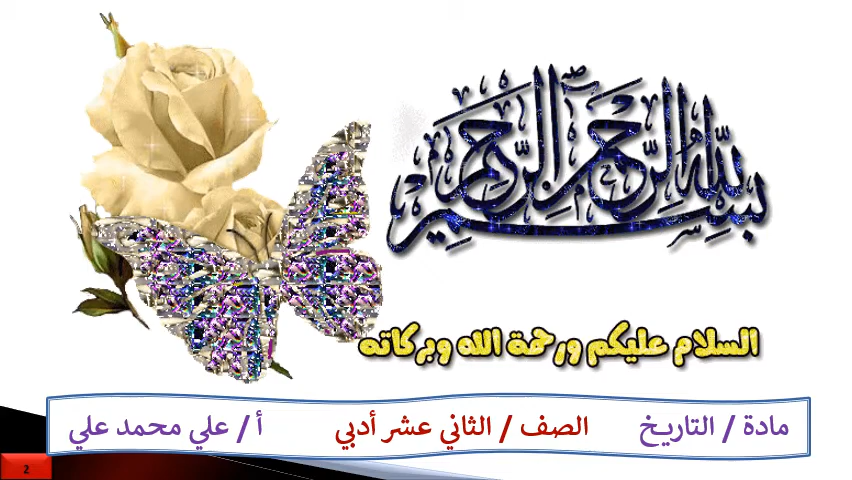 بسم الله الرحمن الرحيم
السلام عليكم ورحمة الله وبركاته
مادة / التاريخ الصف / الثاني عشر أدبي أ / علي محمد علي
2